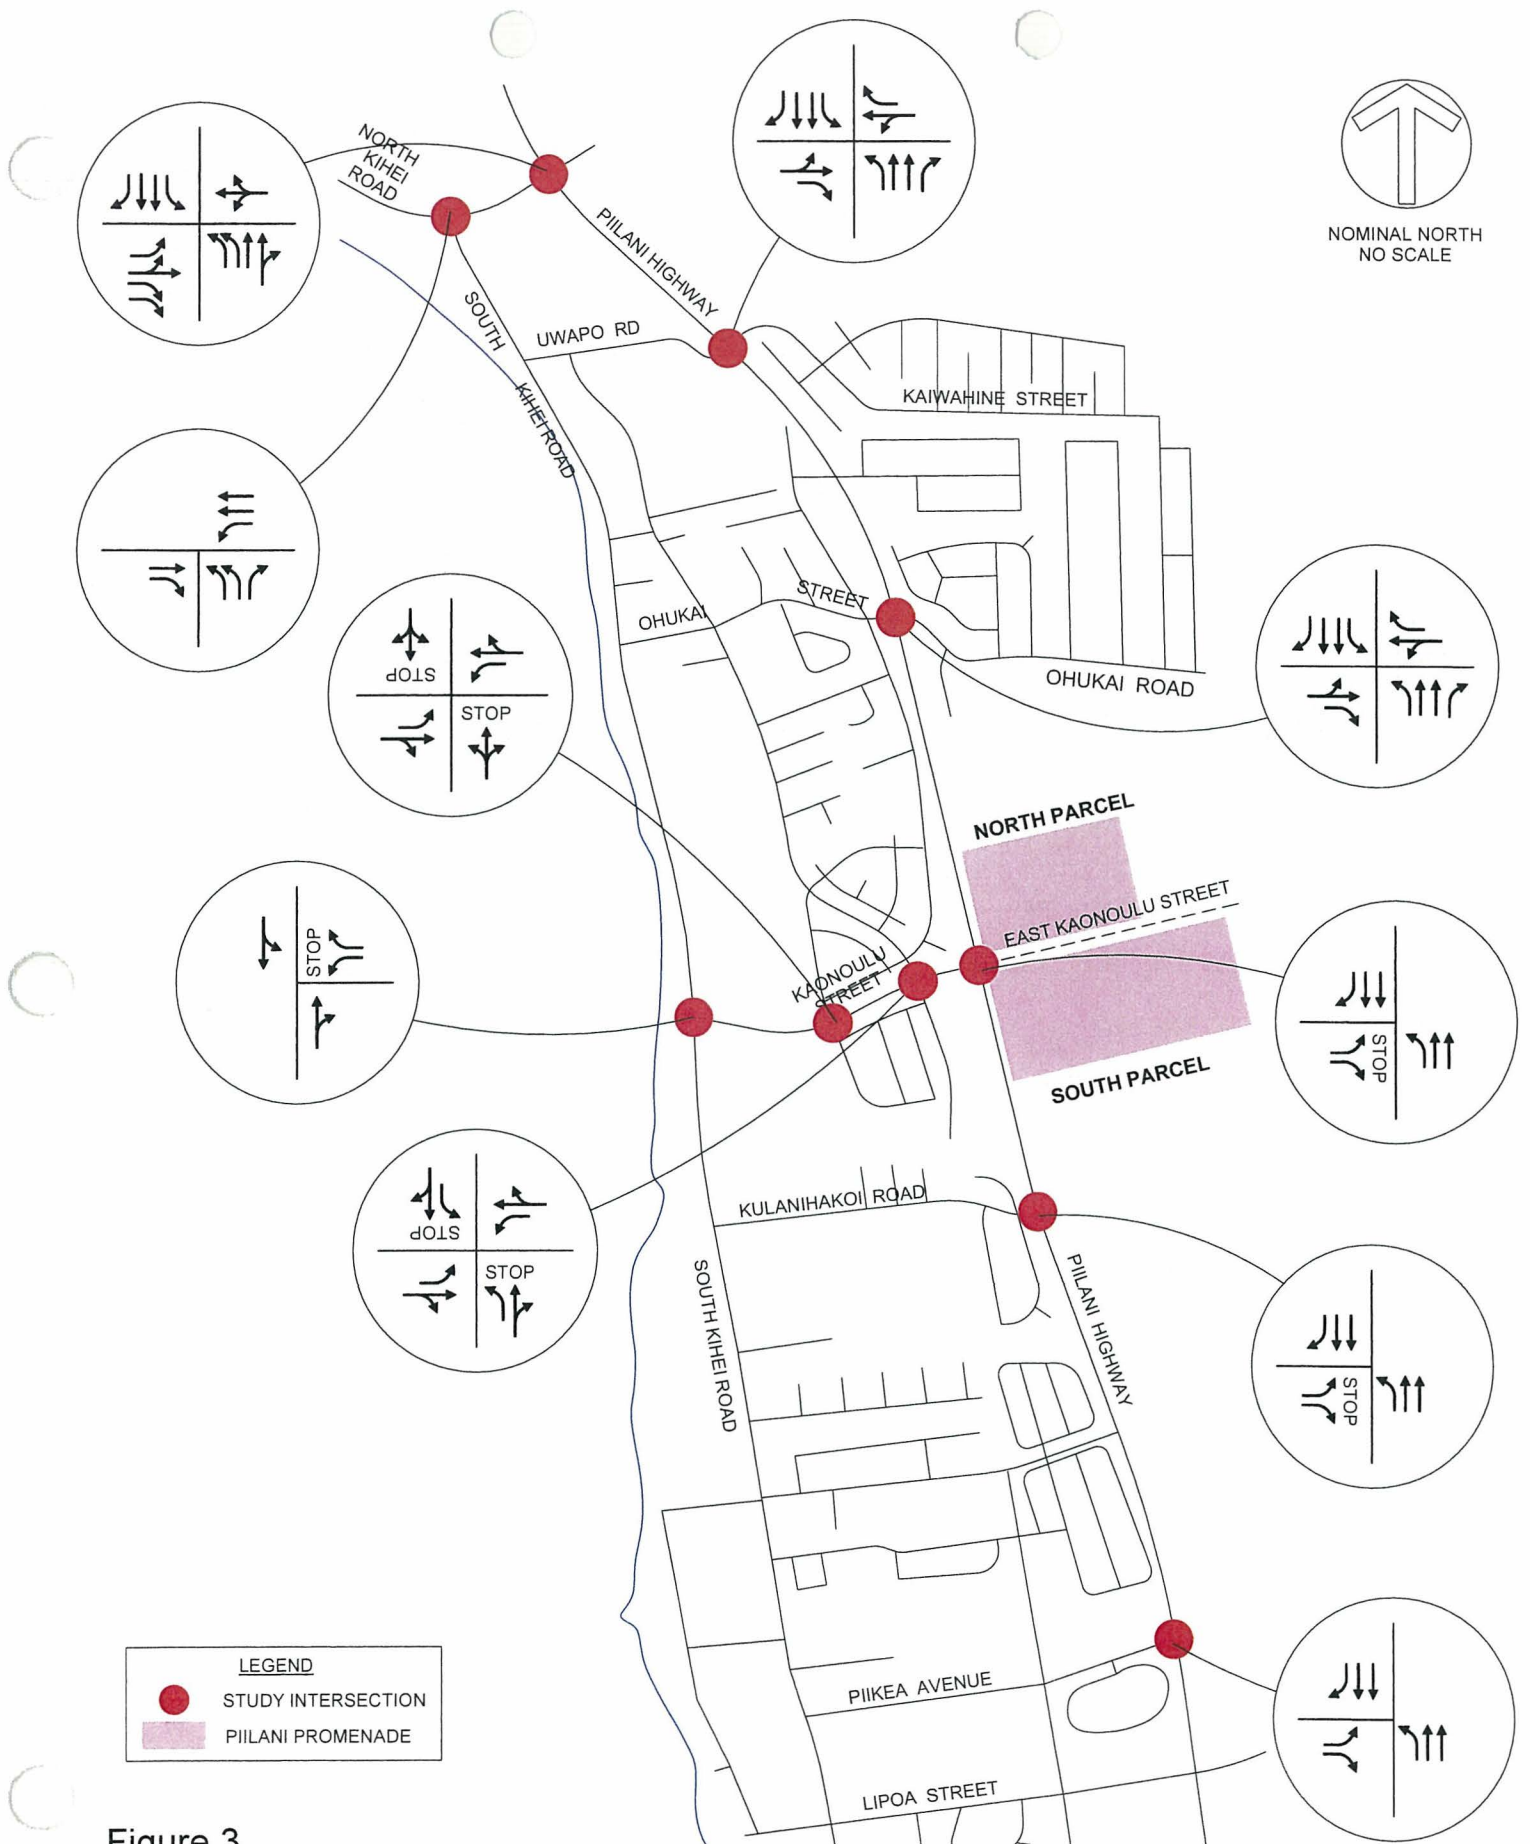 NORTH
KIHEI
ROAD
NOMINAL NORTH
NO SCALE
PIILANI HIGHWAY
SOUTH
KIHEI ROAD
UWAPO RD
KAIWAHINE STREET
OHUKAI
STREET
OHUKAI ROAD
STOP
STOP
NORTH PARCEL
EAST KAONOULU STREET
STOP
KAONOULU
STREET
STOP
SOUTH PARCEL
STOP
STOP
KULANIHAKOI ROAD
PIILANI HIGHWAY
SOUTH KIHEI ROAD
STOP
LEGEND
STUDY INTERSECTION
PIILANI PROMENADE
PIIKEA AVENUE
LIPOA STREET
Figure 3